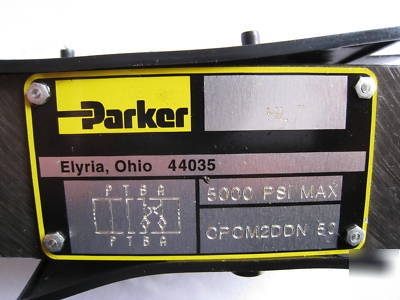 Parker
Elyria, Ohio 44035
P T B A
5000 PSI MAX
P T B A
CPOM2DDN 50